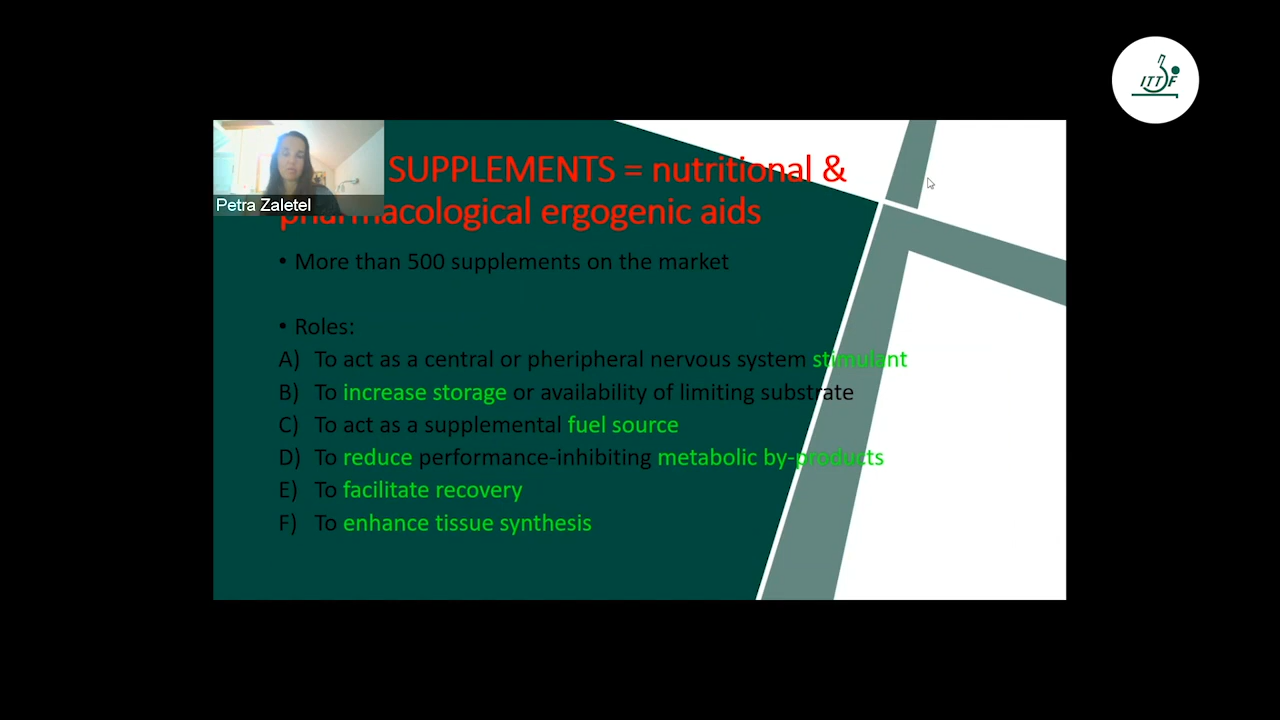 ITTF
SUPPLEMENTS = nutritional &
pharmacological ergogenic aids
Petra Zaletel
• More than 500 supplements on the market
• Roles:
A) To act as a central or pheripheral nervous system stimulant
B) To increase storage or availability of limiting substrate
C) To act as a supplemental fuel source
D) To reduce performance-inhibiting metabolic by-products
E) To facilitate recovery
F) To enhance tissue synthesis